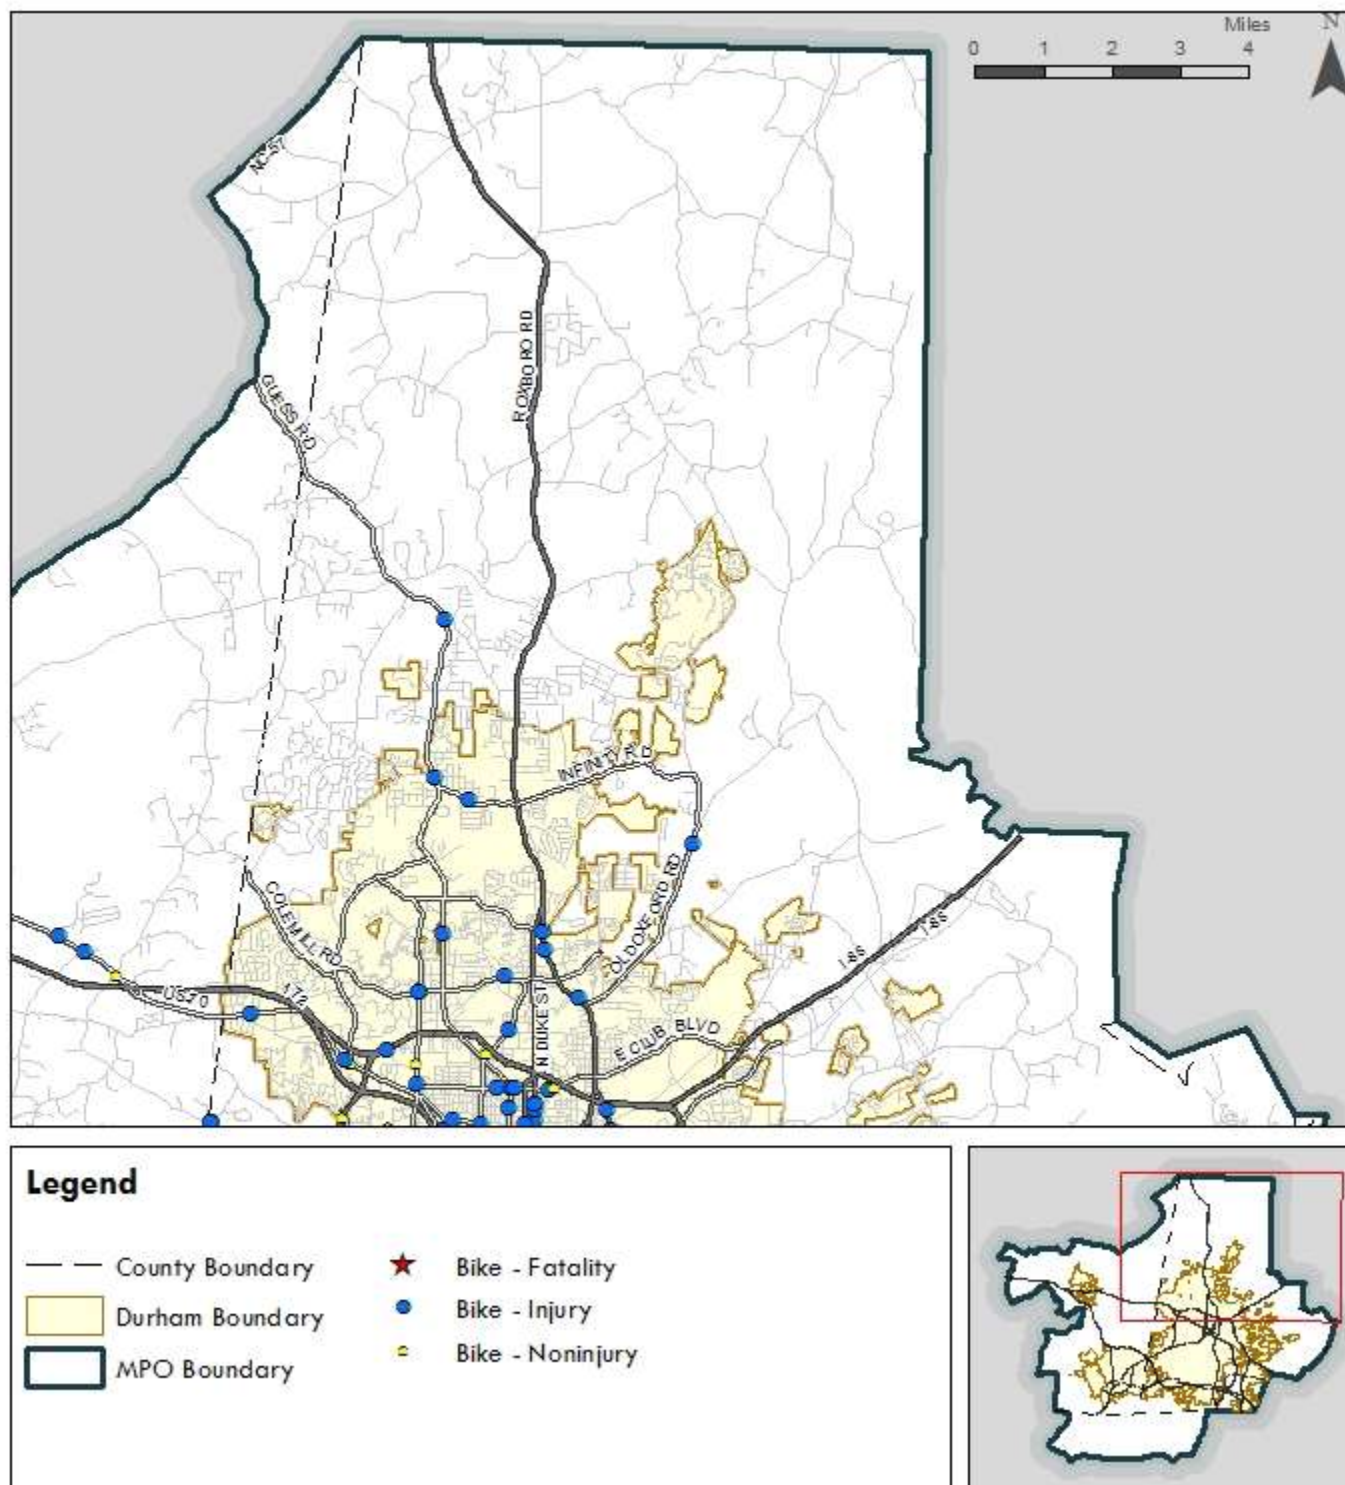 Miles
N
0 1 2 3 4
NC-57
GUESS RD
ROXBORO RD
INFINITY RD
COLE MILL RD
OLD OXFORD RD
I-85
I-85
US-70
N DUKE ST
E CLUB BLVD
Legend
County Boundary
Durham Boundary
MPO Boundary
Bike - Fatality
Bike - Injury
Bike - Noninjury